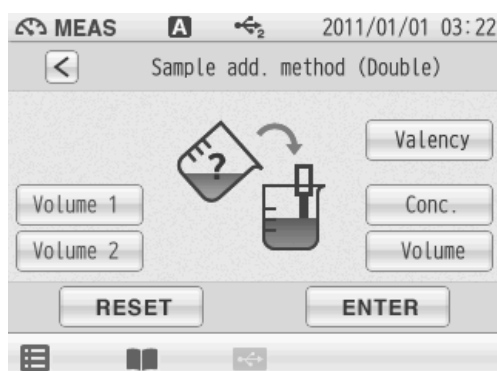 MEAS A 2 2011/01/01 03:22
< Sample add. method (Double)
?
Valency
Volume 1
Conc.
Volume 2
Volume
RESET
ENTER